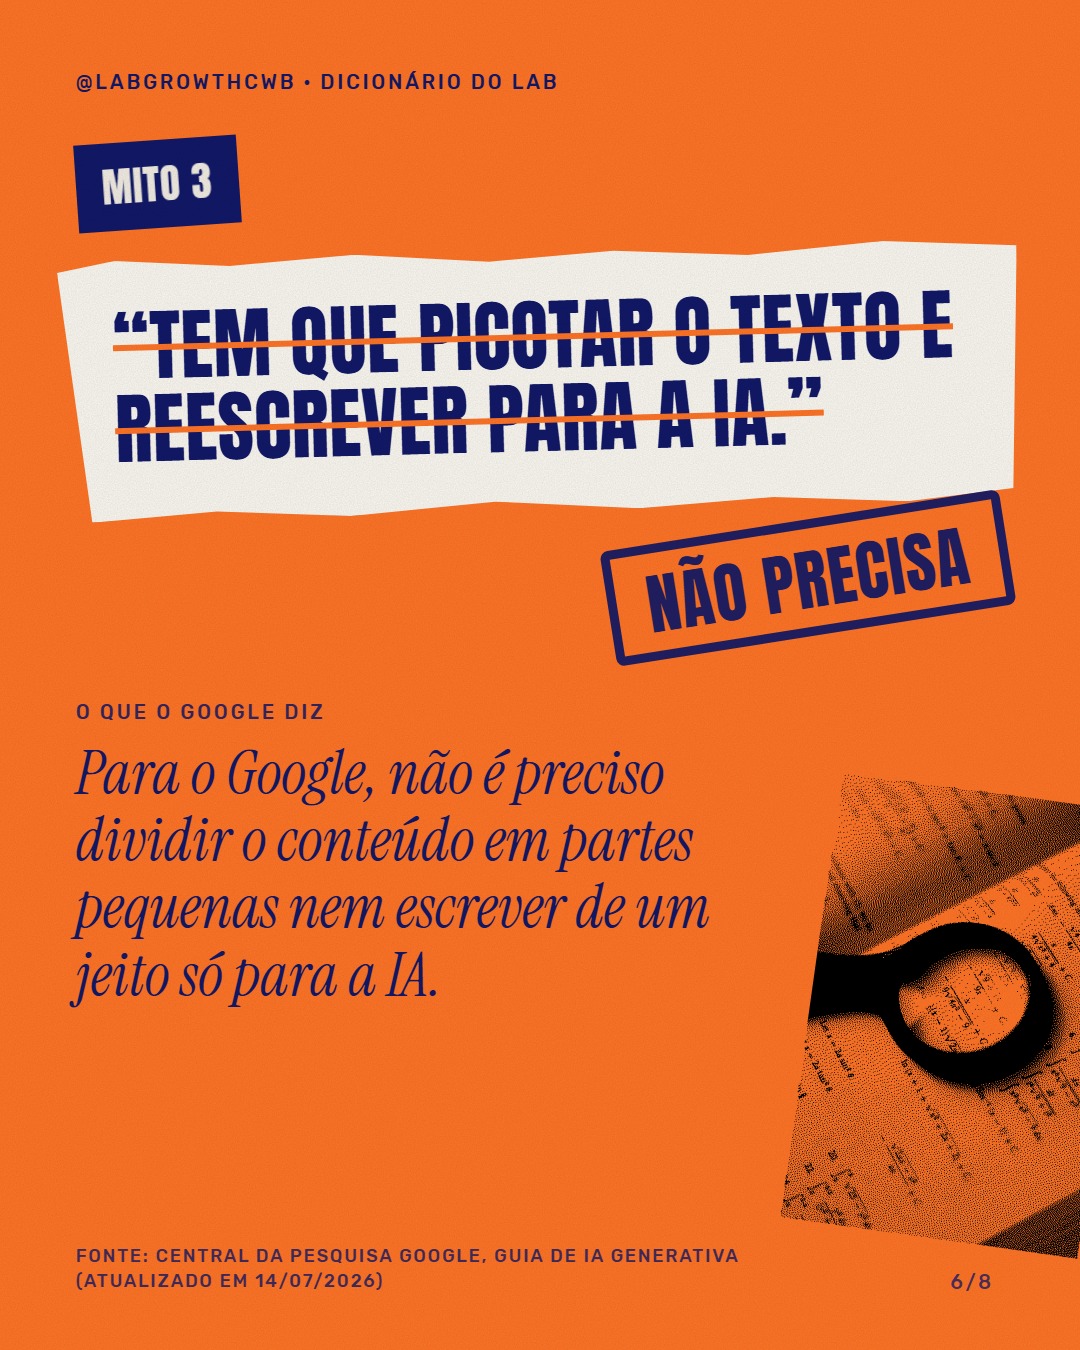 @LABGROWTHCWB • DICIONÁRIO DO LAB
MITO 3
“TEM QUE PICOTAR O TEXTO E
REESCREVER PARA A IA.”
NÃO PRECISA
O QUE O GOOGLE DIZ
Para o Google, não é preciso
dividir o conteúdo em partes
pequenas nem escrever de um
jeito só para a IA.
FONTE: CENTRAL DA PESQUISA GOOGLE, GUIA DE IA GENERATIVA
(ATUALIZADO EM 14/07/2026)
6/8